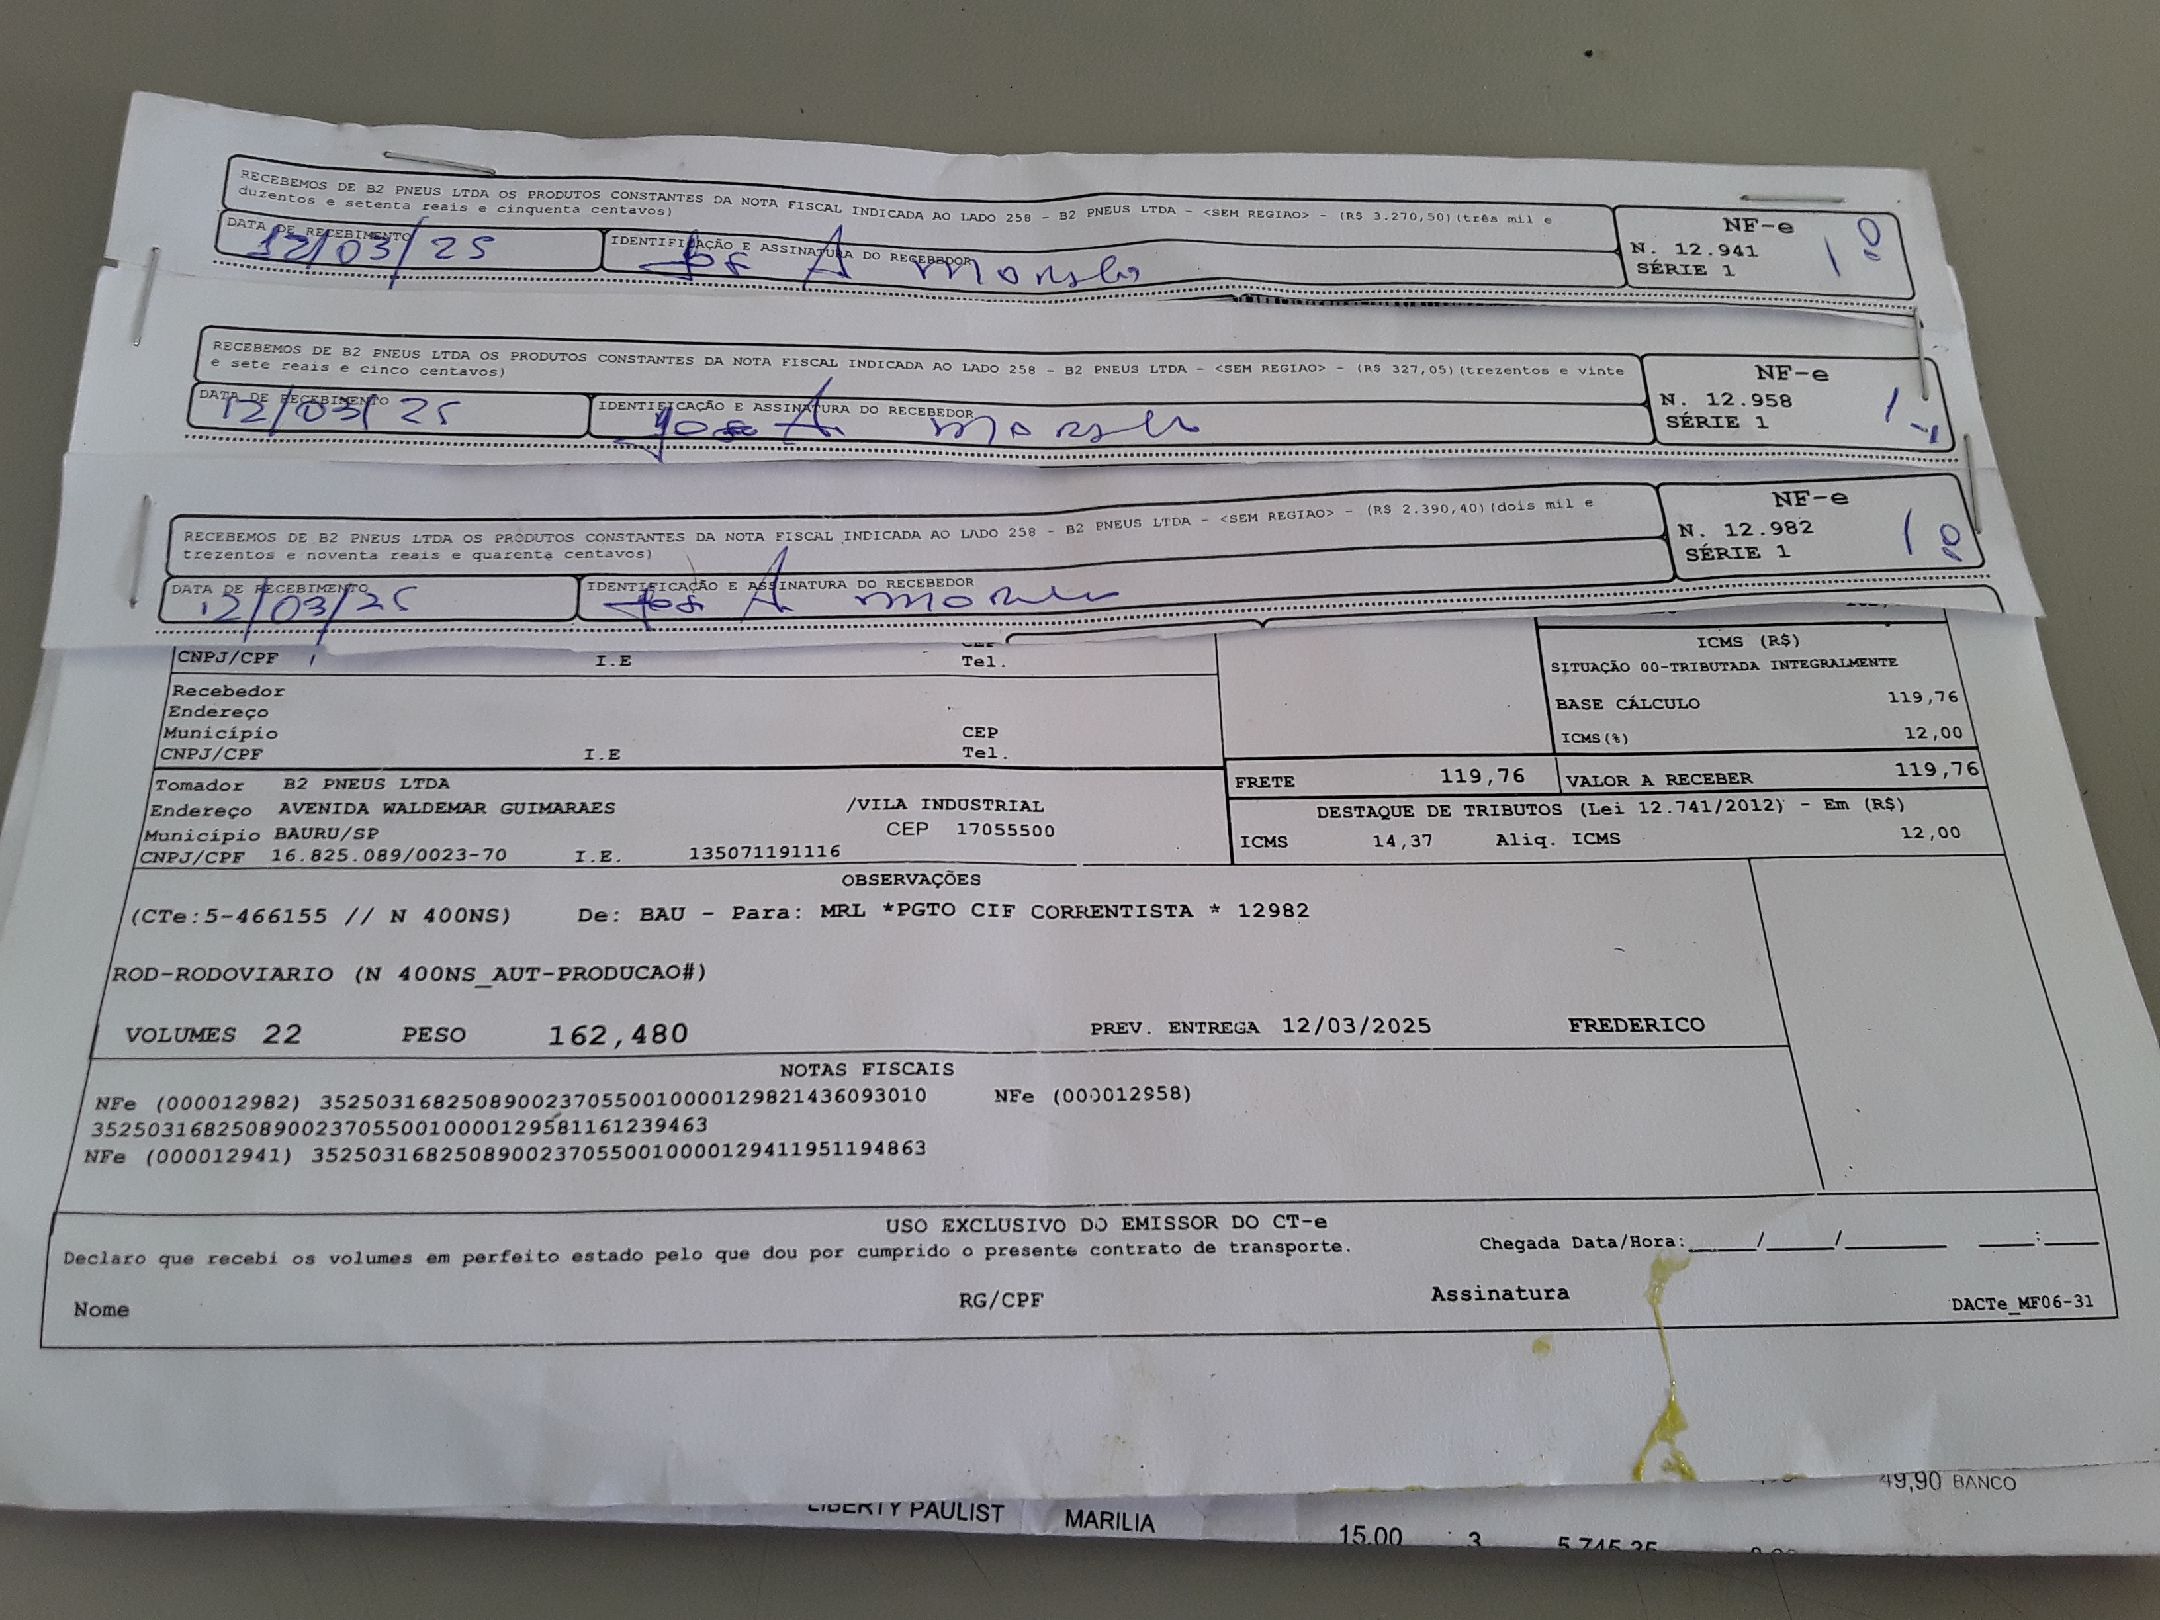 RECEBEMOS DE B2 PNEUS LTDA OS PRODUTOS CONSTANTES DA NOTA FISCAL INDICADA AO LADO 258 - B2 PNEUS LTDA - <SEM REGIAO> - (R$ 3.270,50)(três mil e
duzentos e setenta reais e cinquenta centavos)
NF-e
N. 12.941
SÉRIE 1
DATA DE RECEBIMENTO
12/03/25
IDENTIFICAÇÃO E ASSINATURA DO RECEBEDOR
RECEBEMOS DE B2 PNEUS LTDA OS PRODUTOS CONSTANTES DA NOTA FISCAL INDICADA AO LADO 258 - B2 PNEUS LTDA - <SEM REGIAO> - (R$ 327,05)(trezentos e vinte
e sete reais e cinco centavos)
NF-e
N. 12.958
SÉRIE 1
DATA DE RECEBIMENTO
12/03/25
IDENTIFICAÇÃO E ASSINATURA DO RECEBEDOR
RECEBEMOS DE B2 PNEUS LTDA OS PRODUTOS CONSTANTES DA NOTA FISCAL INDICADA AO LADO 258 - B2 PNEUS LTDA - <SEM REGIAO> - (R$ 2.390,40)(dois mil e
trezentos e noventa reais e quarenta centavos)
NF-e
N. 12.982
SÉRIE 1
DATA DE RECEBIMENTO
12/03/25
IDENTIFICAÇÃO E ASSINATURA DO RECEBEDOR
CNPJ/CPF I.E Tel.
Recebedor
Endereço
Município CEP
CNPJ/CPF I.E Tel.
ICMS (R$)
SITUAÇÃO 00-TRIBUTADA INTEGRALMENTE
BASE CÁLCULO 119,76
ICMS(%) 12,00
FRETE 119,76 VALOR A RECEBER 119,76
Tomador B2 PNEUS LTDA
Endereço AVENIDA WALDEMAR GUIMARAES /VILA INDUSTRIAL
Município BAURU/SP CEP 17055500
CNPJ/CPF 16.825.089/0023-70 I.E. 135071191116
DESTAQUE DE TRIBUTOS (Lei 12.741/2012) - Em (R$)
ICMS 14,37 Aliq. ICMS 12,00
OBSERVAÇÕES
(CTe:5-466155 // N 400NS) De: BAU - Para: MRL *PGTO CIF CORRENTISTA * 12982
ROD-RODOVIARIO (N 400NS_AUT-PRODUCAO#)
VOLUMES 22 PESO 162,480 PREV. ENTREGA 12/03/2025 FREDERICO
NOTAS FISCAIS
NFe (000012982) 35250316825089002370550010000129821436093010 NFe (000012958)
35250316825089002370550010000129581161239463
NFe (000012941) 35250316825089002370550010000129411951194863
USO EXCLUSIVO DO EMISSOR DO CT-e
Declaro que recebi os volumes em perfeito estado pelo que dou por cumprido o presente contrato de transporte.
Chegada Data/Hora:____/____/______ ___:___
Nome RG/CPF Assinatura DACTe_MF06-31
49,90 BANCO
LIBERTY PAULIST MARILIA 15.00 3 5.745,25